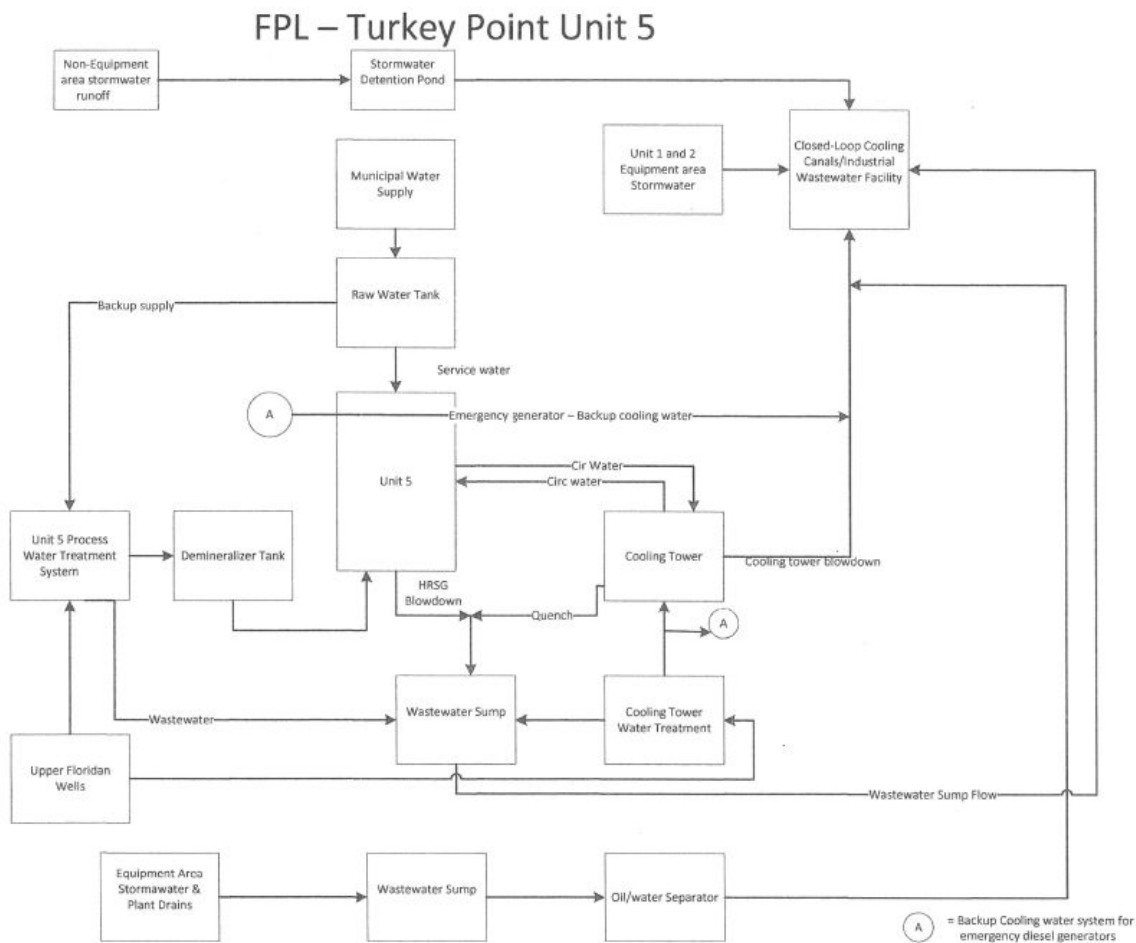 FPL – Turkey Point Unit 5
Non-Equipment
area stormwater
runoff
Stormwater
Detention Pond
Municipal Water
Supply
Unit 1 and 2
Equipment area
Stormwater
Closed-Loop Cooling
Canals/Industrial
Wastewater Facility
Raw Water Tank
Backup supply
Service water
A
Emergency generator – Backup cooling water
Unit 5
Cir Water
Circ water
Unit 5 Process
Water Treatment
System
Demineralizer Tank
Cooling Tower
Cooling tower blowdown
HRSG
Blowdown
Quench
A
Wastewater
Wastewater Sump
Cooling Tower
Water Treatment
Upper Floridan
Wells
Wastewater Sump Flow
Equipment Area
Stormawater &
Plant Drains
Wastewater Sump
Oil/water Separator
A
= Backup Cooling water system for
emergency diesel generators